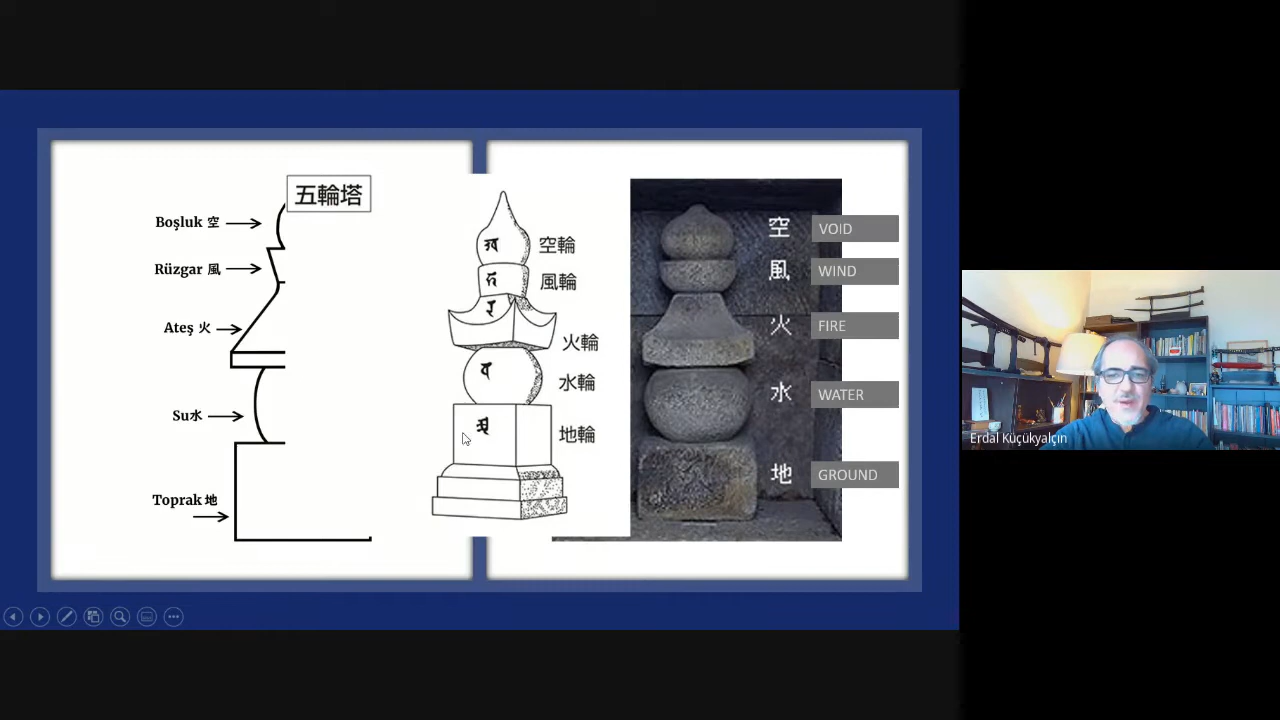 五輪塔
Boşluk 空
Rüzgar 風
Ateş 火
Su水
Toprak 地
空輪
風輪
火輪
水輪
地輪
空
風
火
水
地
VOID
WIND
FIRE
WATER
GROUND
Erdal Küçükyalçın